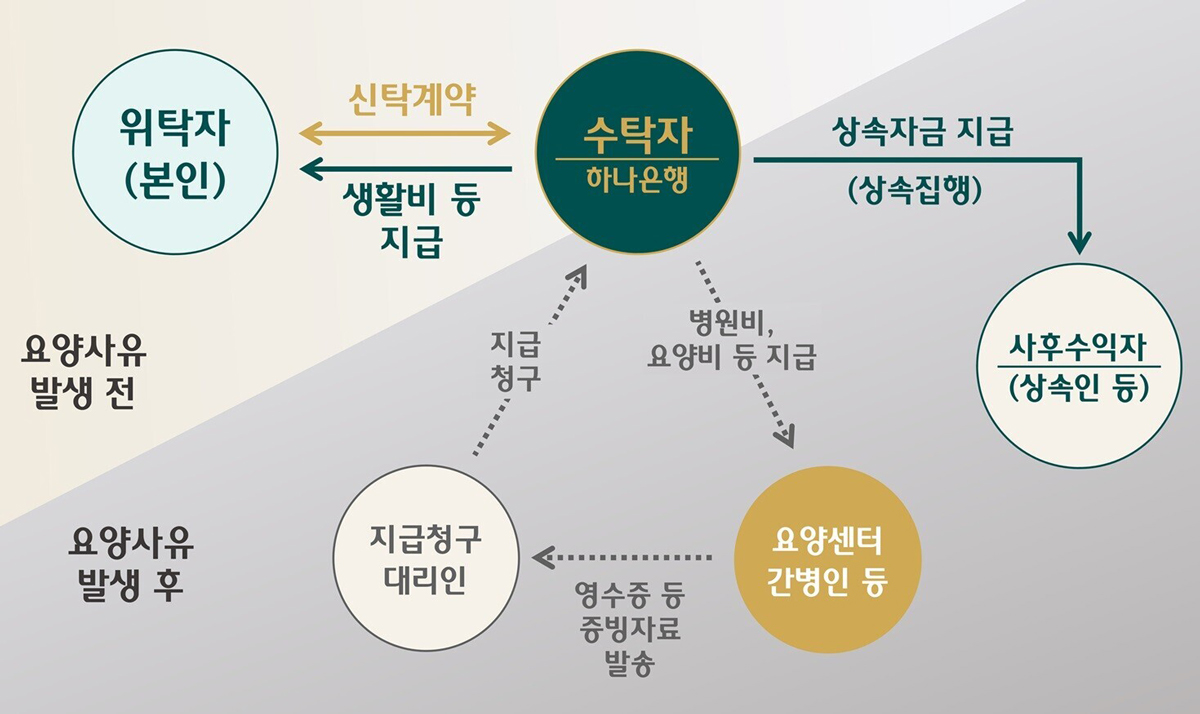 위탁자
(본인)
신탁계약
생활비 등
지급
수탁자
하나은행
상속자금 지급
(상속집행)
사후수익자
(상속인 등)
요양사유
발생 전
지급
청구
병원비,
요양비 등 지급
요양사유
발생 후
지급청구
대리인
영수증 등
증빙자료
발송
요양센터
간병인 등